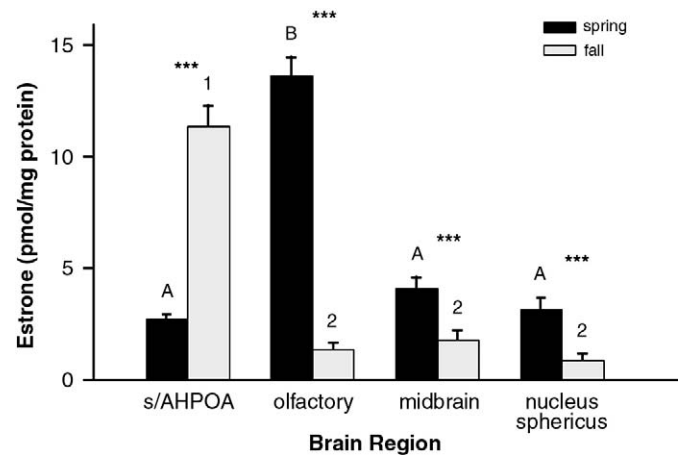 spring
fall
Estrone (pmol/mg protein)
15
10
5
0
***
1
A
B
***
2
A
***
2
A
***
2
s/AHPOA
olfactory
midbrain
nucleus
sphericus
Brain Region